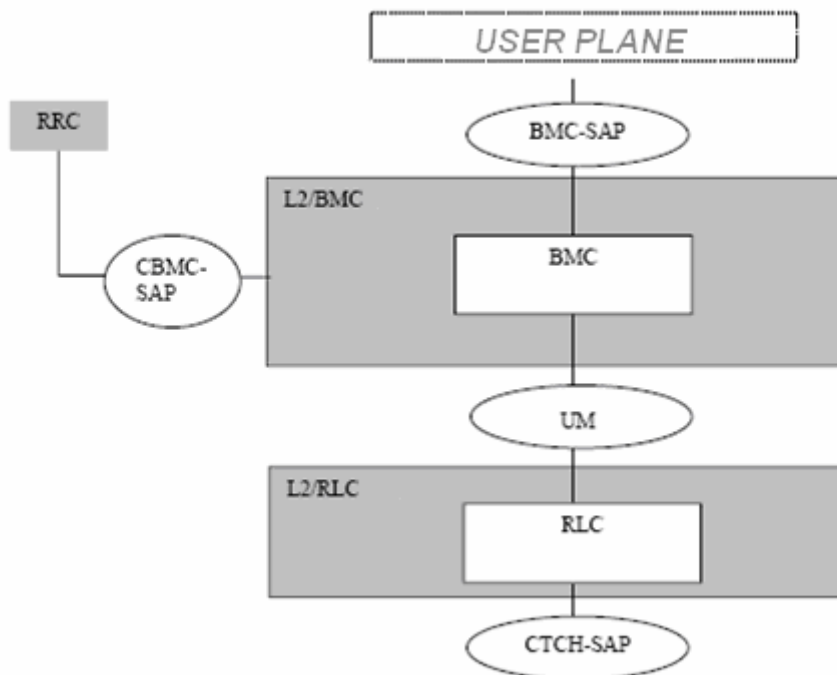 USER PLANE
RRC
BMC-SAP
L2/BMC
BMC
CBMC-
SAP
UM
L2/RLC
RLC
CTCH-SAP